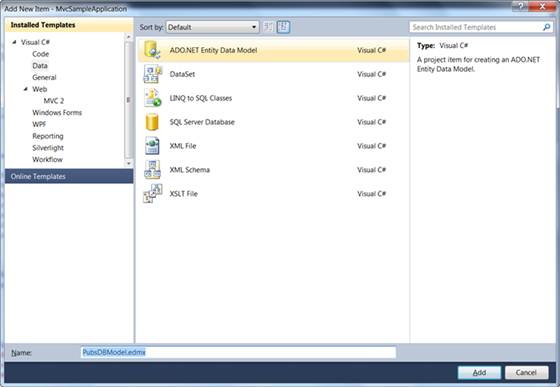 Add New Item - MvcSampleApplication
Installed Templates
Visual C#
Code
Data
General
Web
MVC 2
Windows Forms
WPF
Reporting
Silverlight
Workflow
Online Templates
Sort by: Default
ADO.NET Entity Data Model Visual C#
DataSet Visual C#
LINQ to SQL Classes Visual C#
SQL Server Database Visual C#
XML File Visual C#
XML Schema Visual C#
XSLT File Visual C#
Search Installed Templates
Type: Visual C#
A project item for creating an ADO.NET
Entity Data Model.
Name: PubsDBModel.edmx
Add Cancel